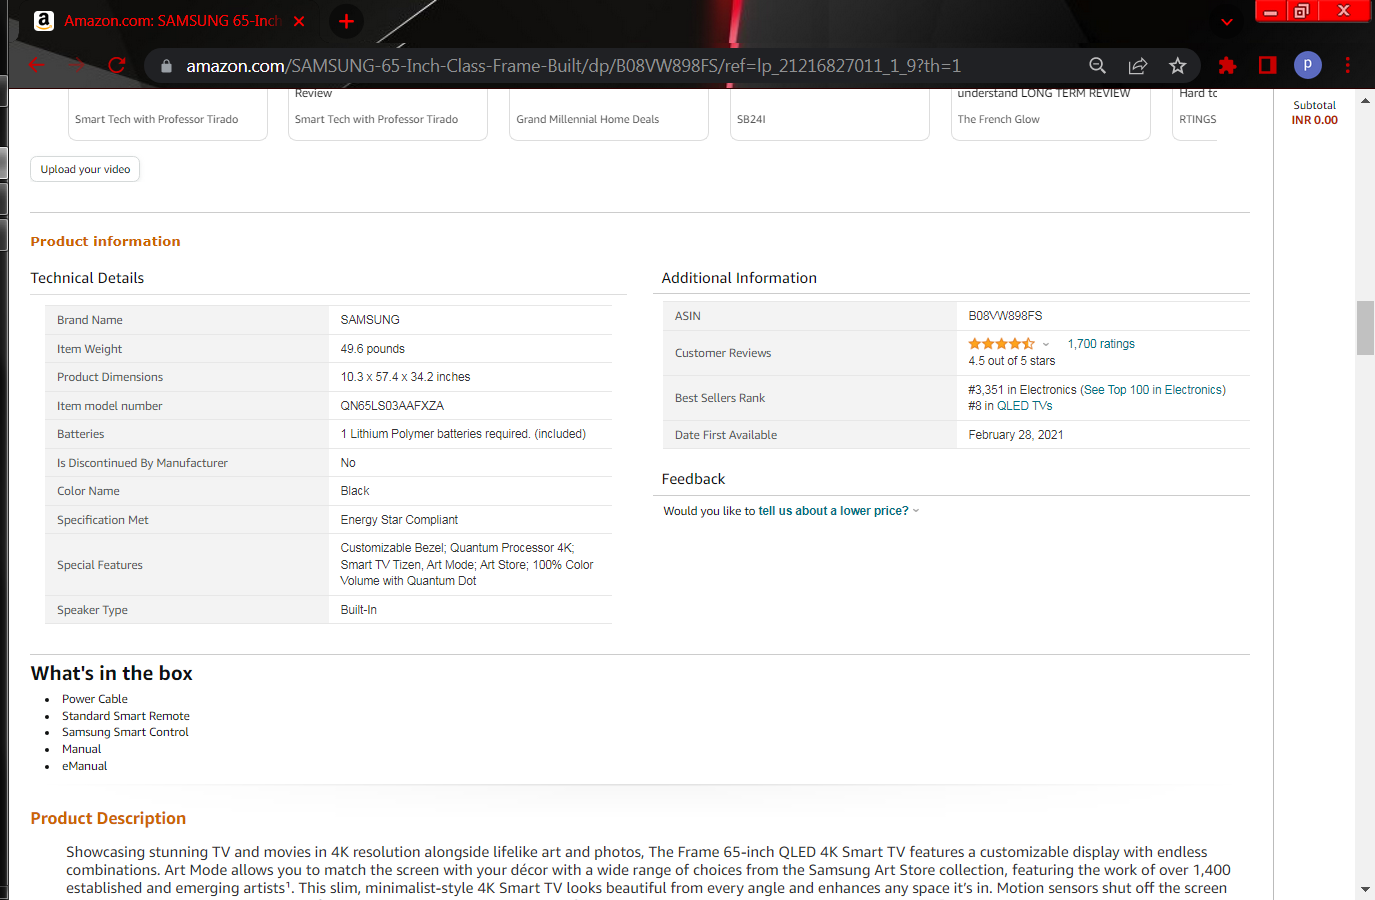 Amazon.com: SAMSUNG 65-Inch
amazon.com/SAMSUNG-65-Inch-Class-Frame-Built/dp/B08VW898FS/ref=lp_21216827011_1_9?th=1
P
Review
understand LONG TERM REVIEW
Hard to
Smart Tech with Professor Tirado
Smart Tech with Professor Tirado
Grand Millennial Home Deals
SB24I
The French Glow
RTINGS
Subtotal
INR 0.00
Upload your video
Product information
Technical Details
Brand Name SAMSUNG
Item Weight 49.6 pounds
Product Dimensions 10.3 x 57.4 x 34.2 inches
Item model number QN65LS03AAFXZA
Batteries 1 Lithium Polymer batteries required. (included)
Is Discontinued By Manufacturer No
Color Name Black
Specification Met Energy Star Compliant
Special Features Customizable Bezel; Quantum Processor 4K;
Smart TV Tizen, Art Mode; Art Store; 100% Color
Volume with Quantum Dot
Speaker Type Built-In
Additional Information
ASIN B08VW898FS
Customer Reviews 1,700 ratings
4.5 out of 5 stars
Best Sellers Rank #3,351 in Electronics (See Top 100 in Electronics)
#8 in QLED TVs
Date First Available February 28, 2021
Feedback
Would you like to tell us about a lower price?
What's in the box
• Power Cable
• Standard Smart Remote
• Samsung Smart Control
• Manual
• eManual
Product Description
Showcasing stunning TV and movies in 4K resolution alongside lifelike art and photos, The Frame 65-inch QLED 4K Smart TV features a customizable display with endless
combinations. Art Mode allows you to match the screen with your décor with a wide range of choices from the Samsung Art Store collection, featuring the work of over 1,400
established and emerging artists¹. This slim, minimalist-style 4K Smart TV looks beautiful from every angle and enhances any space it’s in. Motion sensors shut off the screen